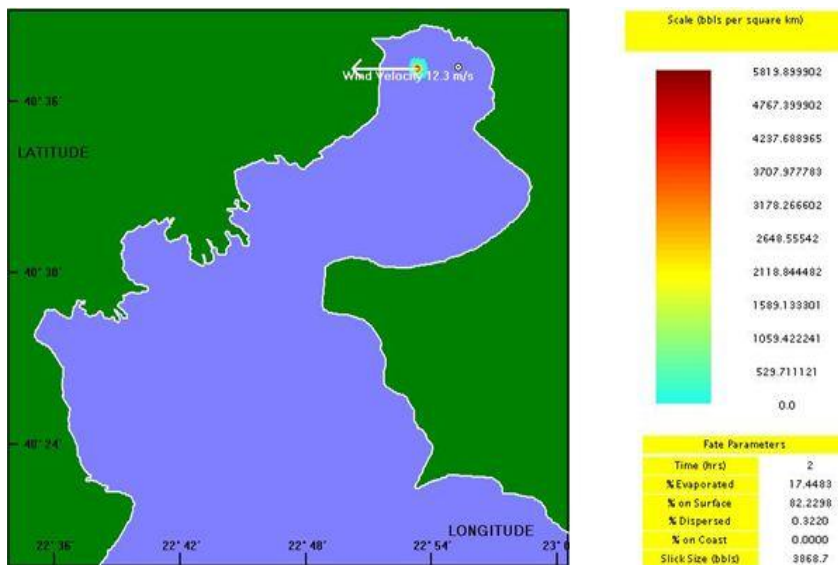 Wind Velocity 12.3 m/s
40° 36'
LATITUDE
40° 30'
40° 24'
LONGITUDE
22° 36'
22° 42'
22° 48'
22° 54'
23° 0
Scale (bbls per square km)
5819.899902
4767.399902
4237.688965
3707.977783
3178.266602
2648.55542
2118.844482
1589.133301
1059.422241
529.711121
0.0
Fate Parameters
Time (hrs) 2
% Evaporated 17.4483
% on Surface 82.2298
% Dispersed 0.3220
% on Coast 0.0000
Slick Size (bbls) 3868.7